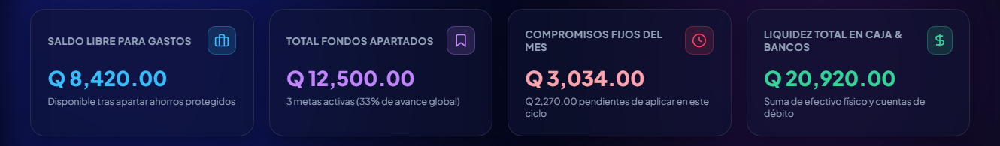 SALDO LIBRE PARA GASTOS
Q 8,420.00
Disponible tras apartar ahorros protegidos
TOTAL FONDOS APARTADOS
Q 12,500.00
3 metas activas (33% de avance global)
COMPROMISOS FIJOS DEL
MES
Q 3,034.00
Q 2,270.00 pendientes de aplicar en este
ciclo
LIQUIDEZ TOTAL EN CAJA &
BANCOS
$
Q 20,920.00
Suma de efectivo físico y cuentas de
débito